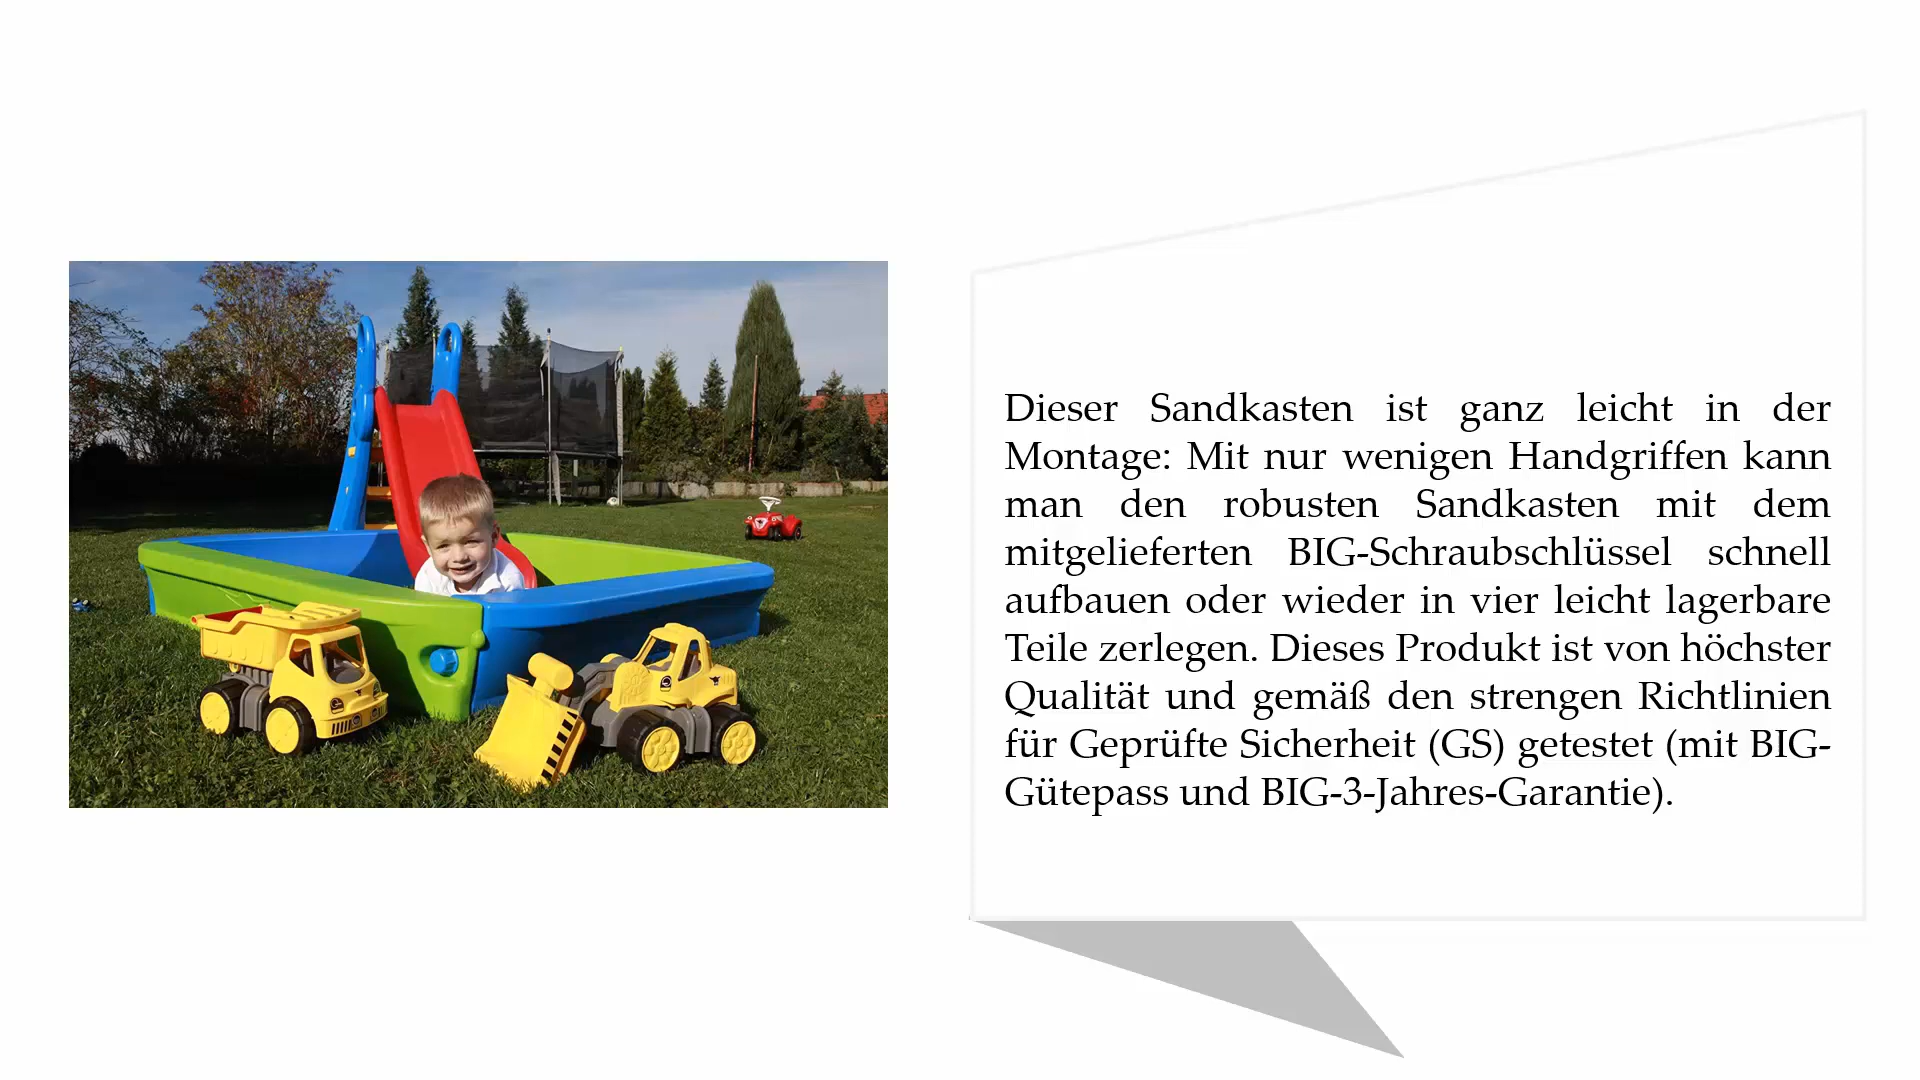 Dieser Sandkasten ist ganz leicht in der
Montage: Mit nur wenigen Handgriffen kann
man den robusten Sandkasten mit dem
mitgelieferten BIG-Schraubschlüssel schnell
aufbauen oder wieder in vier leicht lagerbare
Teile zerlegen. Dieses Produkt ist von höchster
Qualität und gemäß den strengen Richtlinien
für Geprüfte Sicherheit (GS) getestet (mit BIG-
Gütepass und BIG-3-Jahres-Garantie).